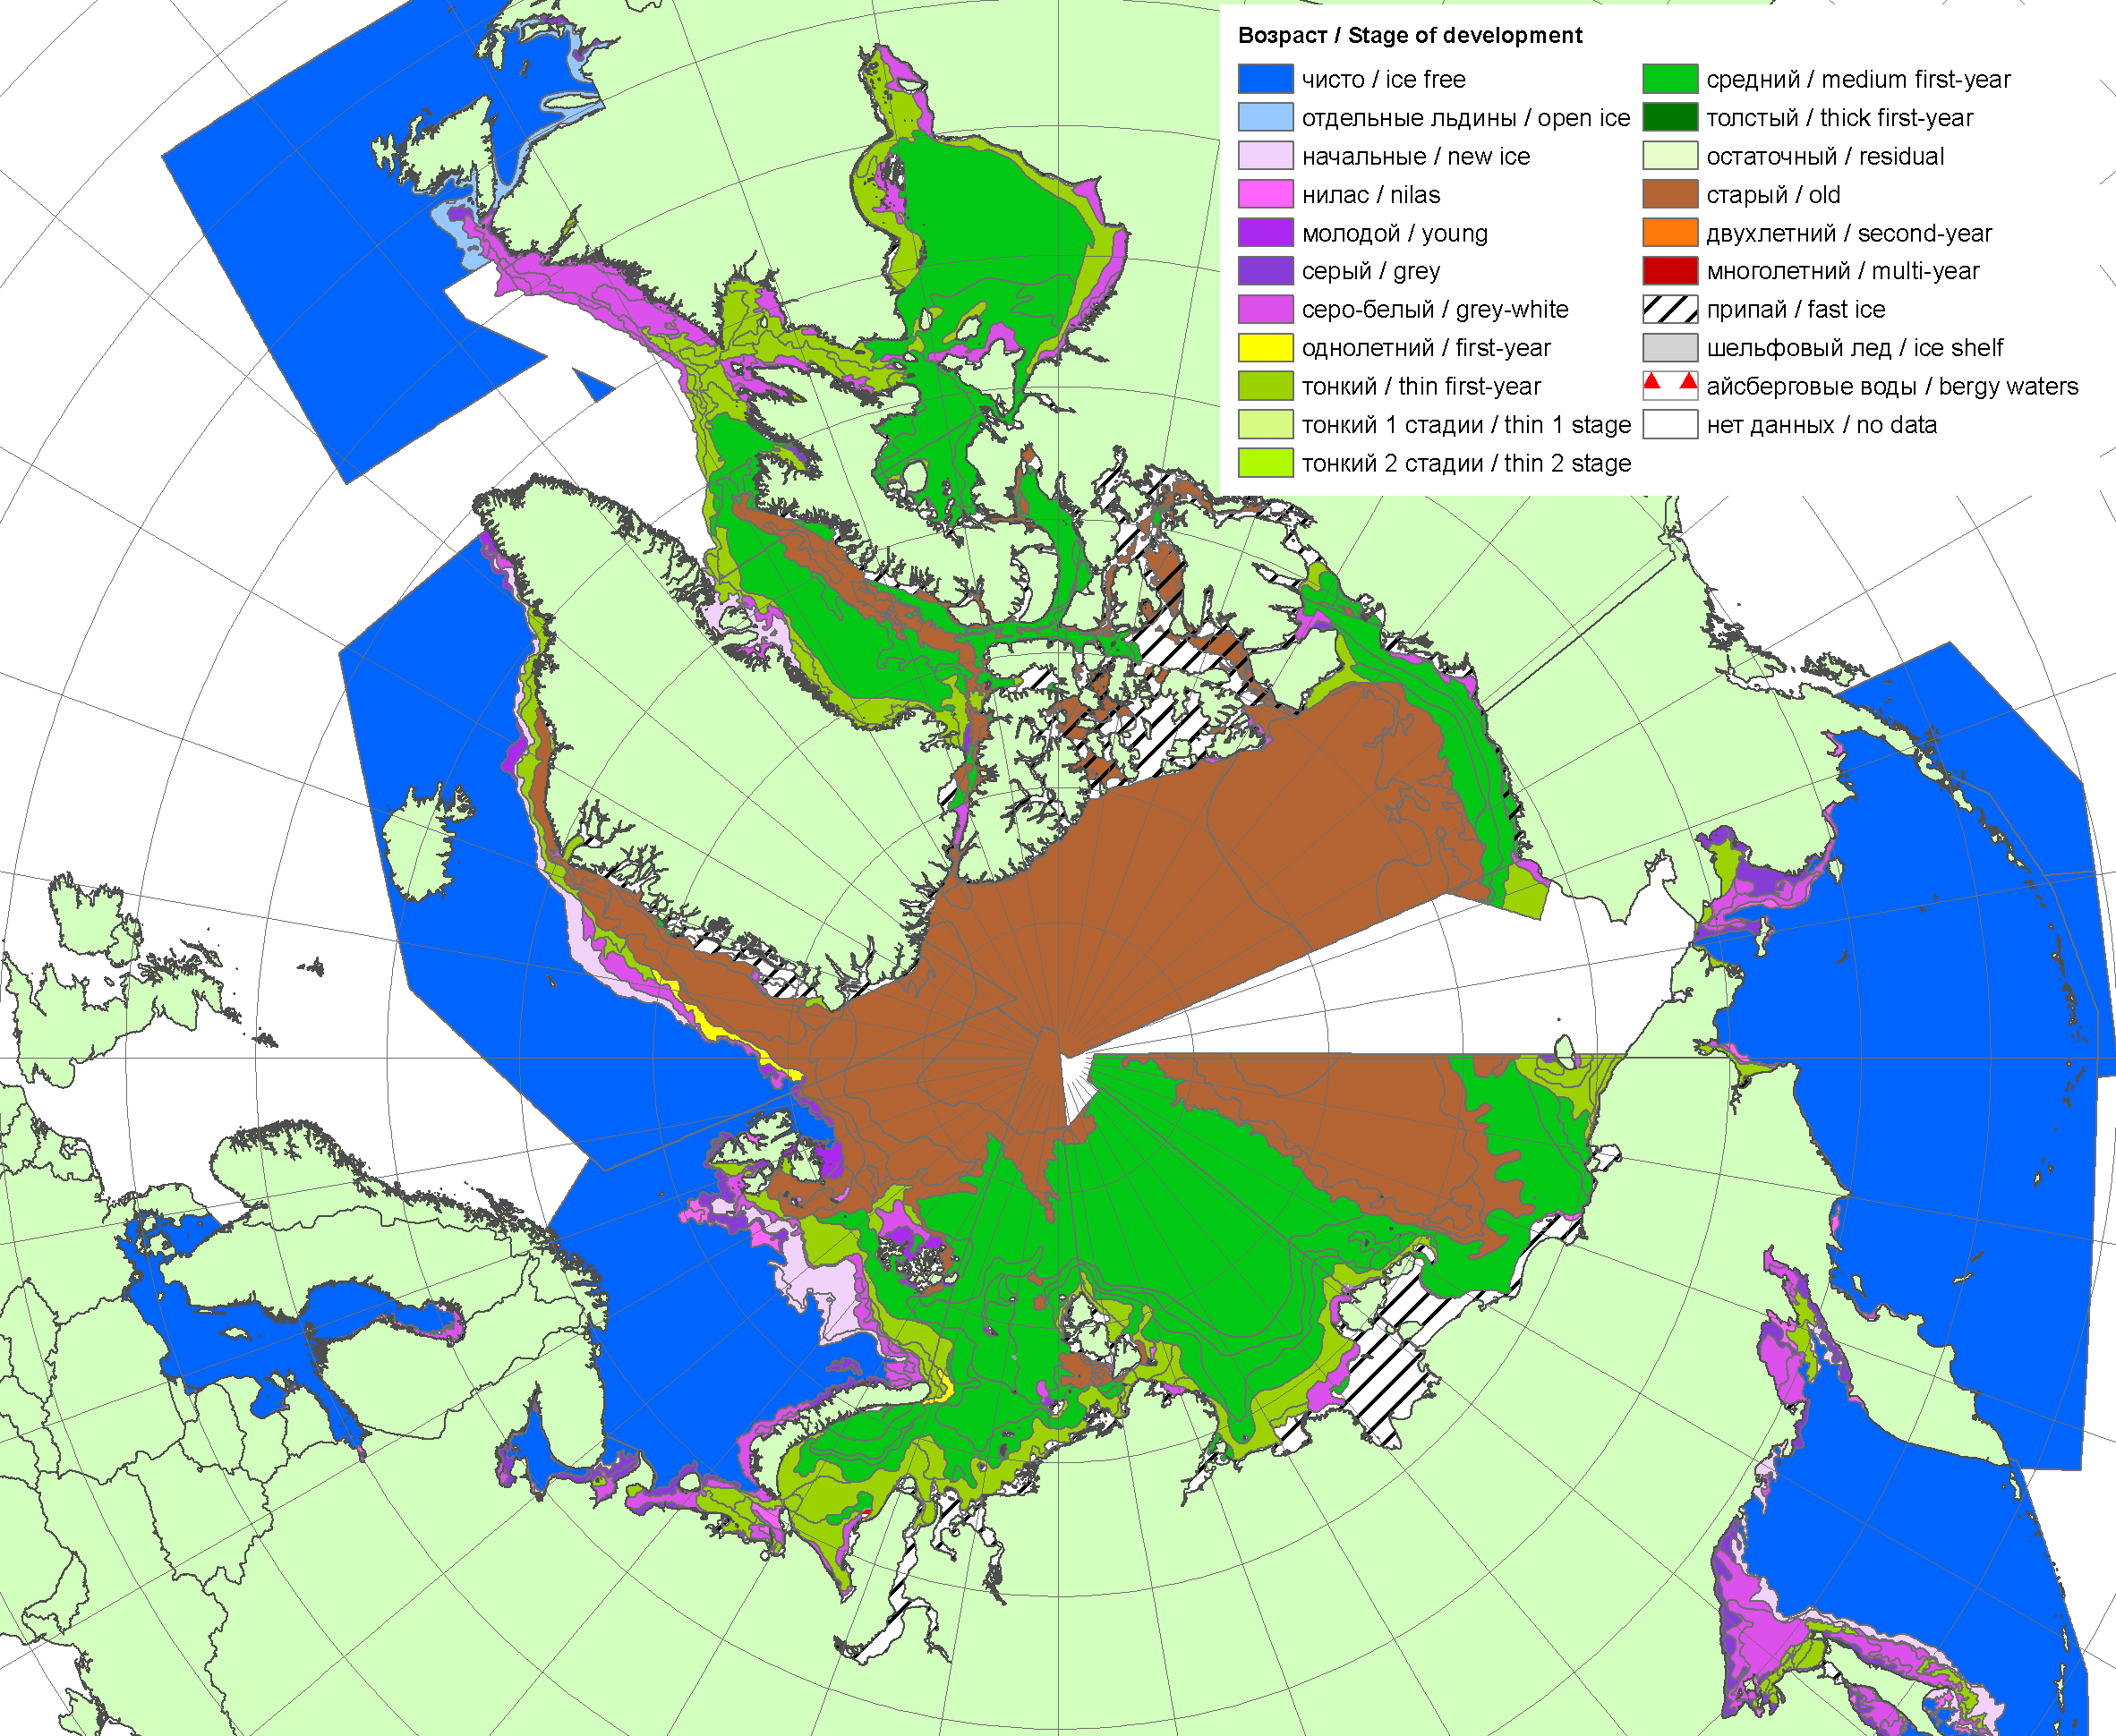 Возраст / Stage of development
чисто / ice free
отдельные льдины / open ice
начальные / new ice
нилас / nilas
молодой / young
серый / grey
серо-белый / grey-white
однолетний / first-year
тонкий / thin first-year
тонкий 1 стадии / thin 1 stage
тонкий 2 стадии / thin 2 stage
средний / medium first-year
толстый / thick first-year
остаточный / residual
старый / old
двухлетний / second-year
многолетний / multi-year
припай / fast ice
шельфовый лед / ice shelf
айсберговые воды / bergy waters
нет данных / no data